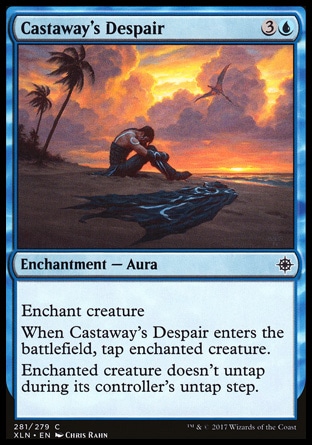 Castaway's Despair 3
Enchantment — Aura
Enchant creature
When Castaway's Despair enters the
battlefield, tap enchanted creature.
Enchanted creature doesn't untap
during its controller's untap step.
281/279 C
XLN • EN Chris Rahn ™ & © 2017 Wizards of the Coast